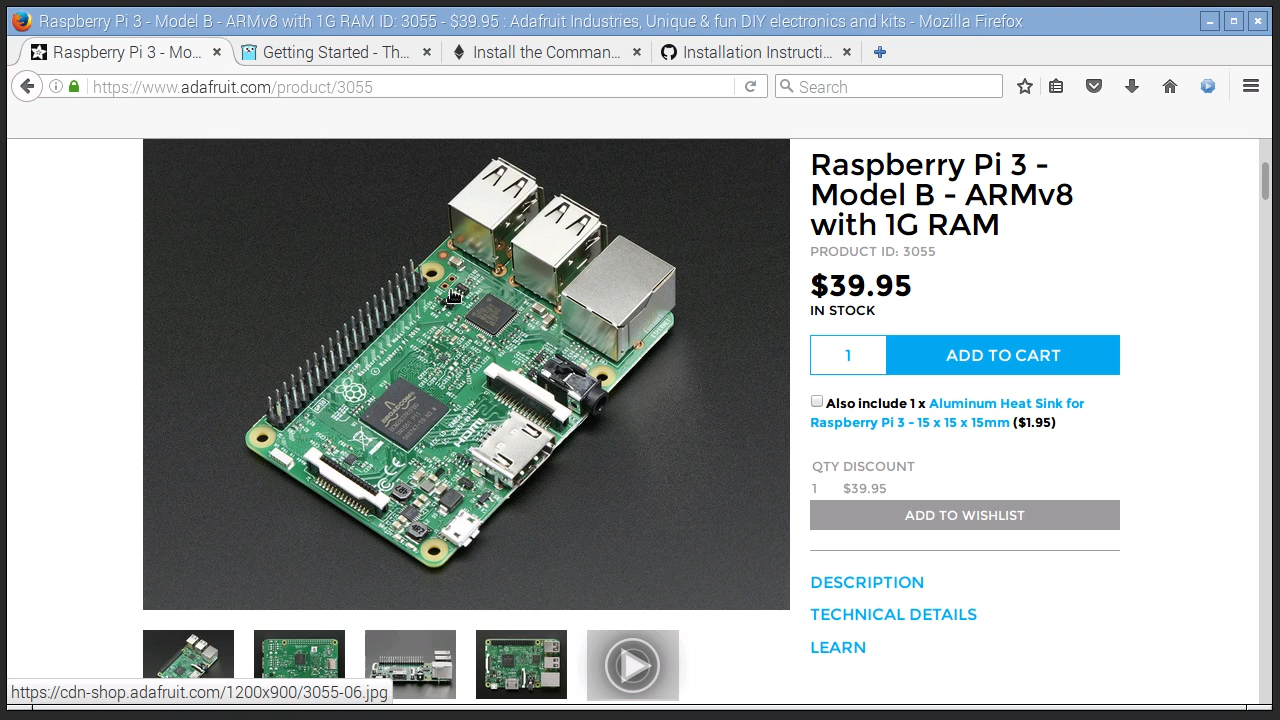 Raspberry Pi 3 - Model B - ARMv8 with 1G RAM ID: 3055 - $39.95 : Adafruit Industries, Unique & fun DIY electronics and kits - Mozilla Firefox
Raspberry Pi 3 - Mo...
Getting Started - Th...
Install the Comman...
Installation Instructi...
https://www.adafruit.com/product/3055
Search
Raspberry Pi 3 -
Model B - ARMv8
with 1G RAM
PRODUCT ID: 3055
$39.95
IN STOCK
1
ADD TO CART
Also include 1 x Aluminum Heat Sink for
Raspberry Pi 3 - 15 x 15 x 15mm ($1.95)
QTY DISCOUNT
1 $39.95
ADD TO WISHLIST
DESCRIPTION
TECHNICAL DETAILS
LEARN
HDMI
https://cdn-shop.adafruit.com/1200x900/3055-06.jpg